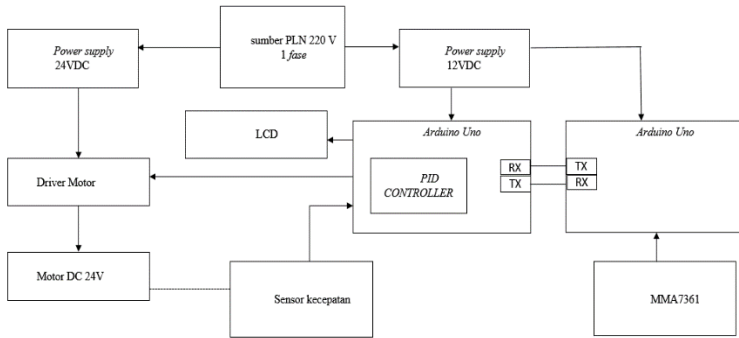 Power supply
24VDC
sumber PLN 220 V
1 fase
Power supply
12VDC
LCD
Arduino Uno
Arduino Uno
PID
CONTROLLER
RX
TX
TX
RX
Driver Motor
Motor DC 24V
Sensor kecepatan
MMA7361